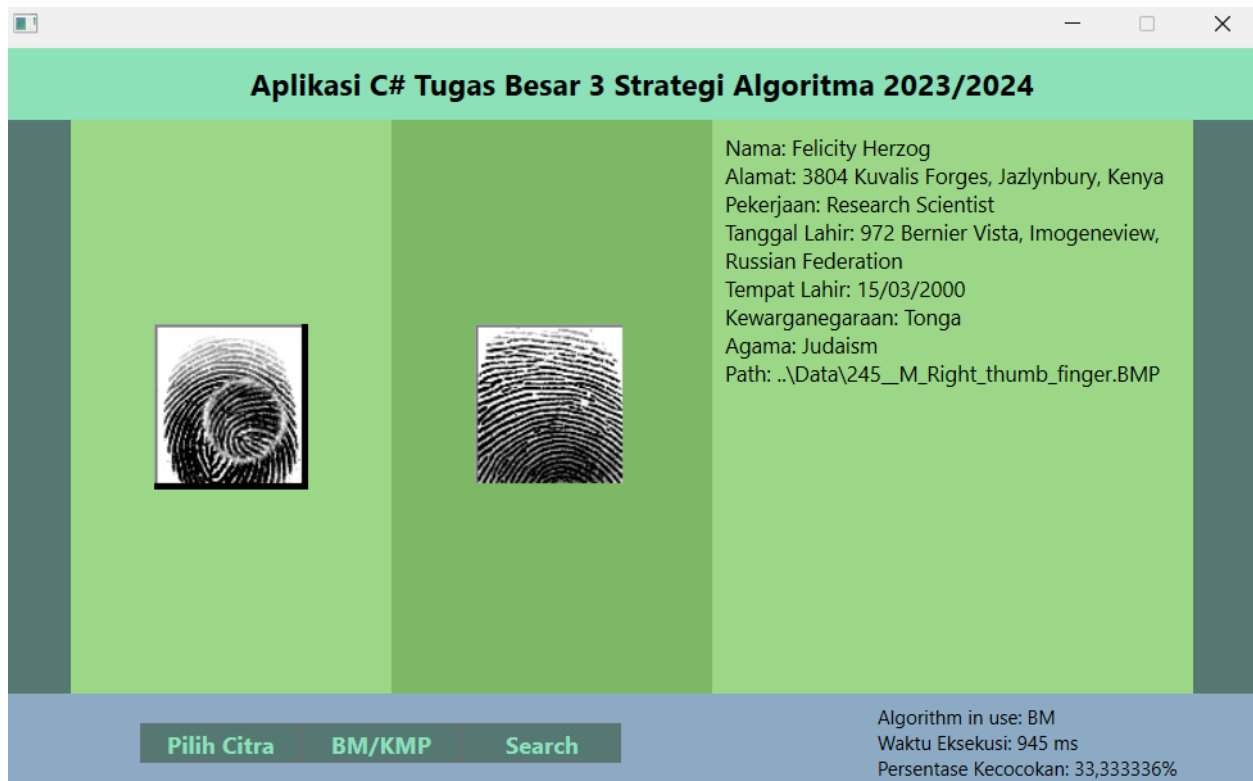 Aplikasi C# Tugas Besar 3 Strategi Algoritma 2023/2024
Nama: Felicity Herzog
Alamat: 3804 Kuvalis Forges, Jazlynbury, Kenya
Pekerjaan: Research Scientist
Tanggal Lahir: 972 Bernier Vista, Imogeneview,
Russian Federation
Tempat Lahir: 15/03/2000
Kewarganegaraan: Tonga
Agama: Judaism
Path: ..\Data\245__M_Right_thumb_finger.BMP
Pilih Citra
BM/KMP
Search
Algorithm in use: BM
Waktu Eksekusi: 945 ms
Persentase Kecocokan: 33,333336%